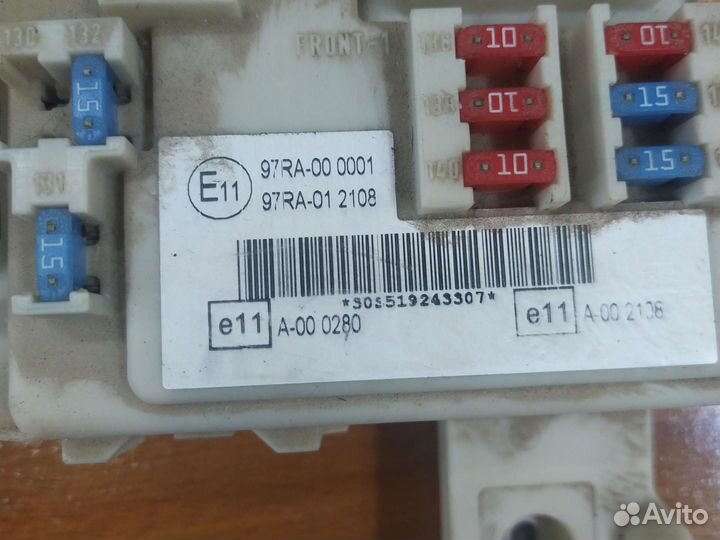 130 132
FRONT-1
138 10
10
15
139 10
15
131
140 10
15
15
E11 97RA-00 0001
97RA-01 2108
*S0S519243307*
e11 A-00 0280
e11 A-00 2108
Avito